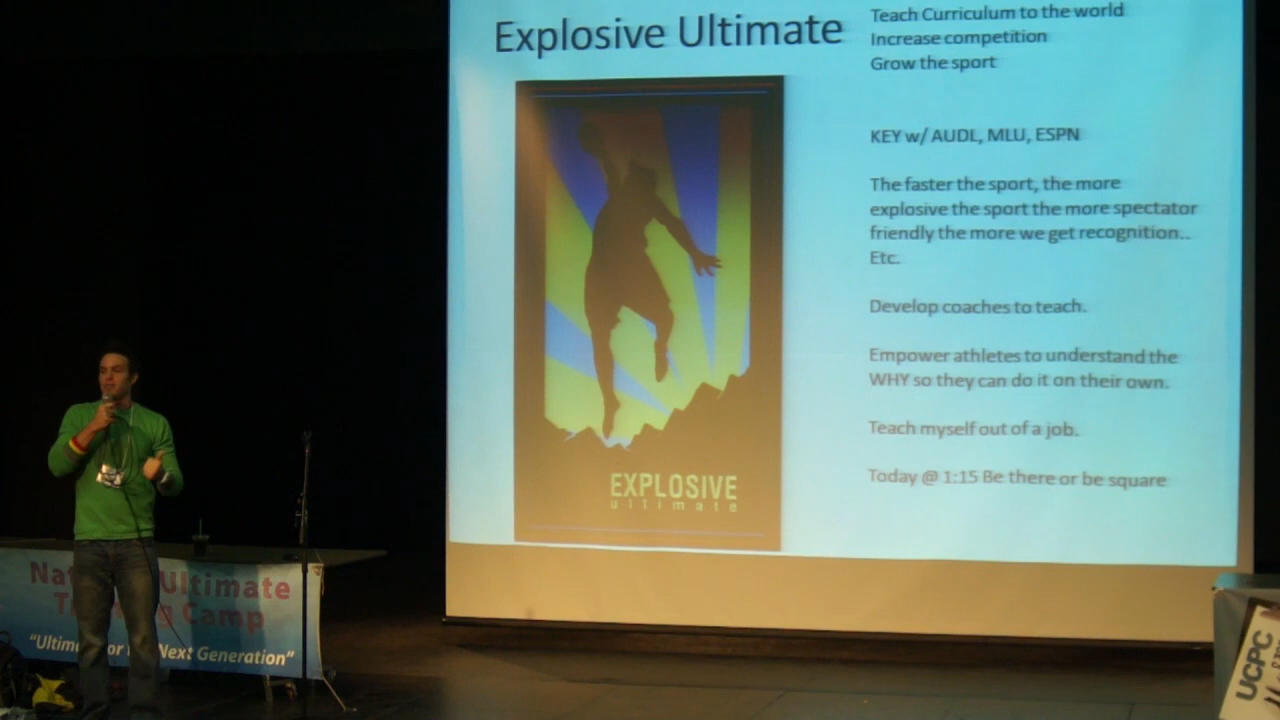 Explosive Ultimate
Teach Curriculum to the world
Increase competition
Grow the sport
KEY w/ AUDL, MLU, ESPN
The faster the sport, the more
explosive the sport the more spectator
friendly the more we get recognition..
Etc.
Develop coaches to teach.
Empower athletes to understand the
WHY so they can do it on their own.
Teach myself out of a job.
Today @ 1:15 Be there or be square
EXPLOSIVE
ultimate
Ultimate
Camp
Next Generation"
UCPC